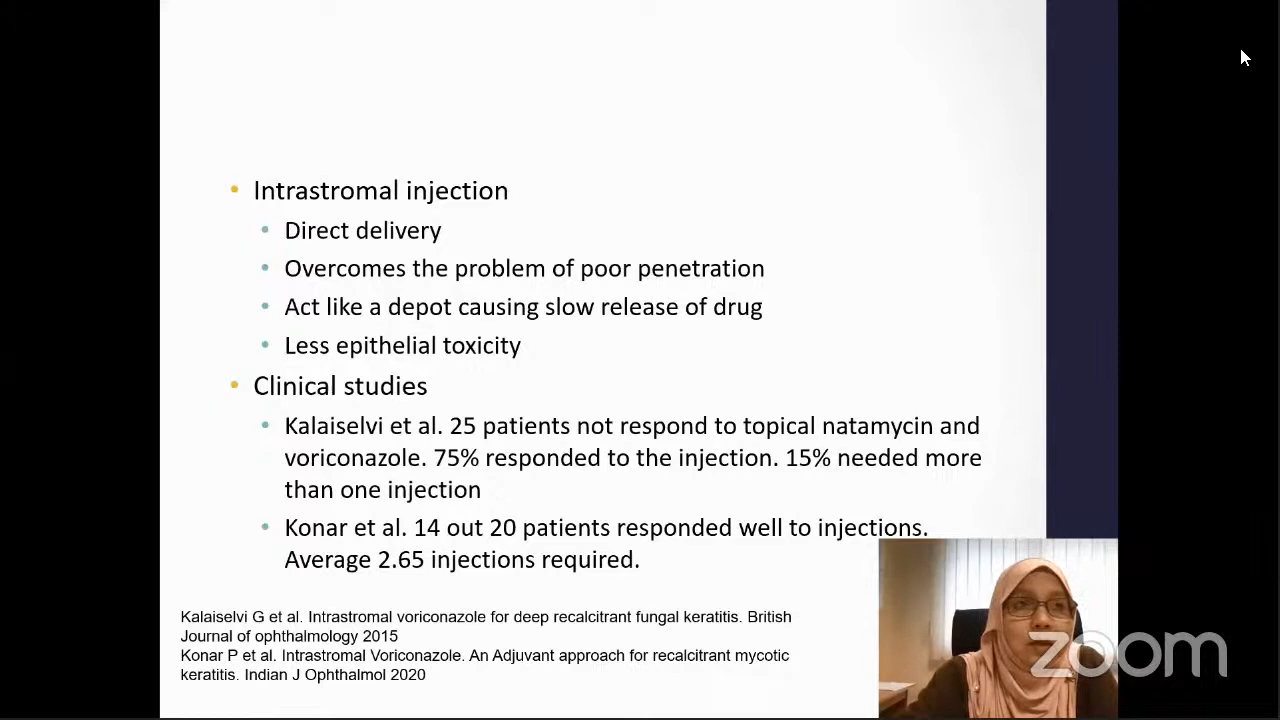 Intrastromal injection
Direct delivery
Overcomes the problem of poor penetration
Act like a depot causing slow release of drug
Less epithelial toxicity
Clinical studies
Kalaiselvi et al. 25 patients not respond to topical natamycin and
voriconazole. 75% responded to the injection. 15% needed more
than one injection
Konar et al. 14 out 20 patients responded well to injections.
Average 2.65 injections required.
Kalaiselvi G et al. Intrastromal voriconazole for deep recalcitrant fungal keratitis. British
Journal of ophthalmology 2015
Konar P et al. Intrastromal Voriconazole. An Adjuvant approach for recalcitrant mycotic
keratitis. Indian J Ophthalmol 2020
zoom